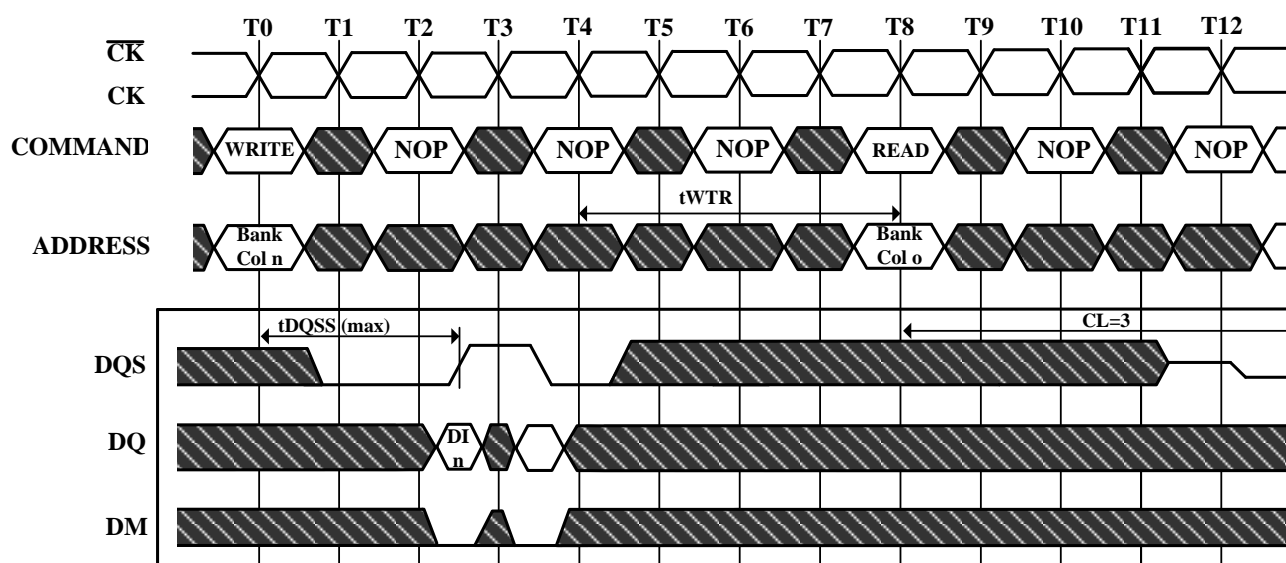 T0 T1 T2 T3 T4 T5 T6 T7 T8 T9 T10 T11 T12
CK
CK
COMMAND WRITE NOP NOP NOP READ NOP NOP
tWTR
ADDRESS Bank Col n Bank Col o
tDQSS (max) CL=3
DQS
DQ DI n
DM